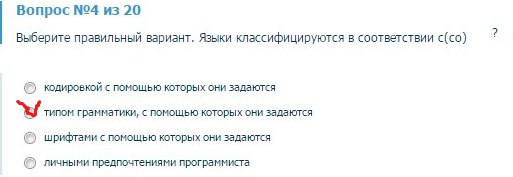 Вопрос №4 из 20
Выберите правильный вариант. Языки классифицируются в соответствии с(со) ?
кодировкой с помощью которых они задаются
типом грамматики, с помощью которых они задаются
шрифтами с помощью которых они задаются
личными предпочтениями программиста